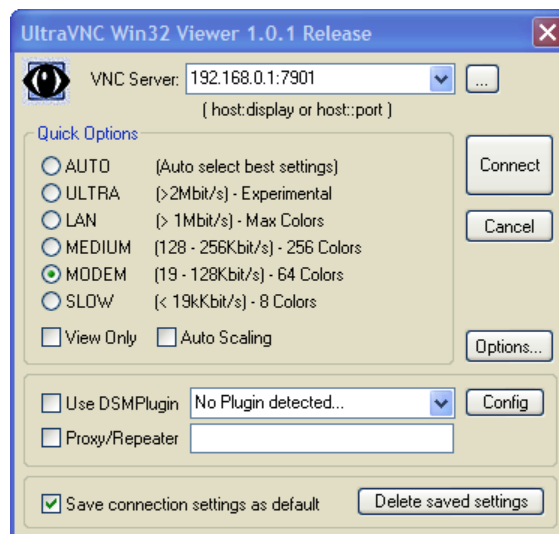 UltraVNC Win32 Viewer 1.0.1 Release
VNC Server: 192.168.0.1:7901 ...
( host:display or host::port )
Quick Options
AUTO (Auto select best settings)
ULTRA (>2Mbit/s) - Experimental
LAN (> 1Mbit/s) - Max Colors
MEDIUM (128 - 256Kbit/s) - 256 Colors
MODEM (19 - 128Kbit/s) - 64 Colors
SLOW (< 19kKbit/s) - 8 Colors
View Only Auto Scaling
Connect
Cancel
Options...
Use DSMPlugin No Plugin detected... Config
Proxy/Repeater
Save connection settings as default Delete saved settings